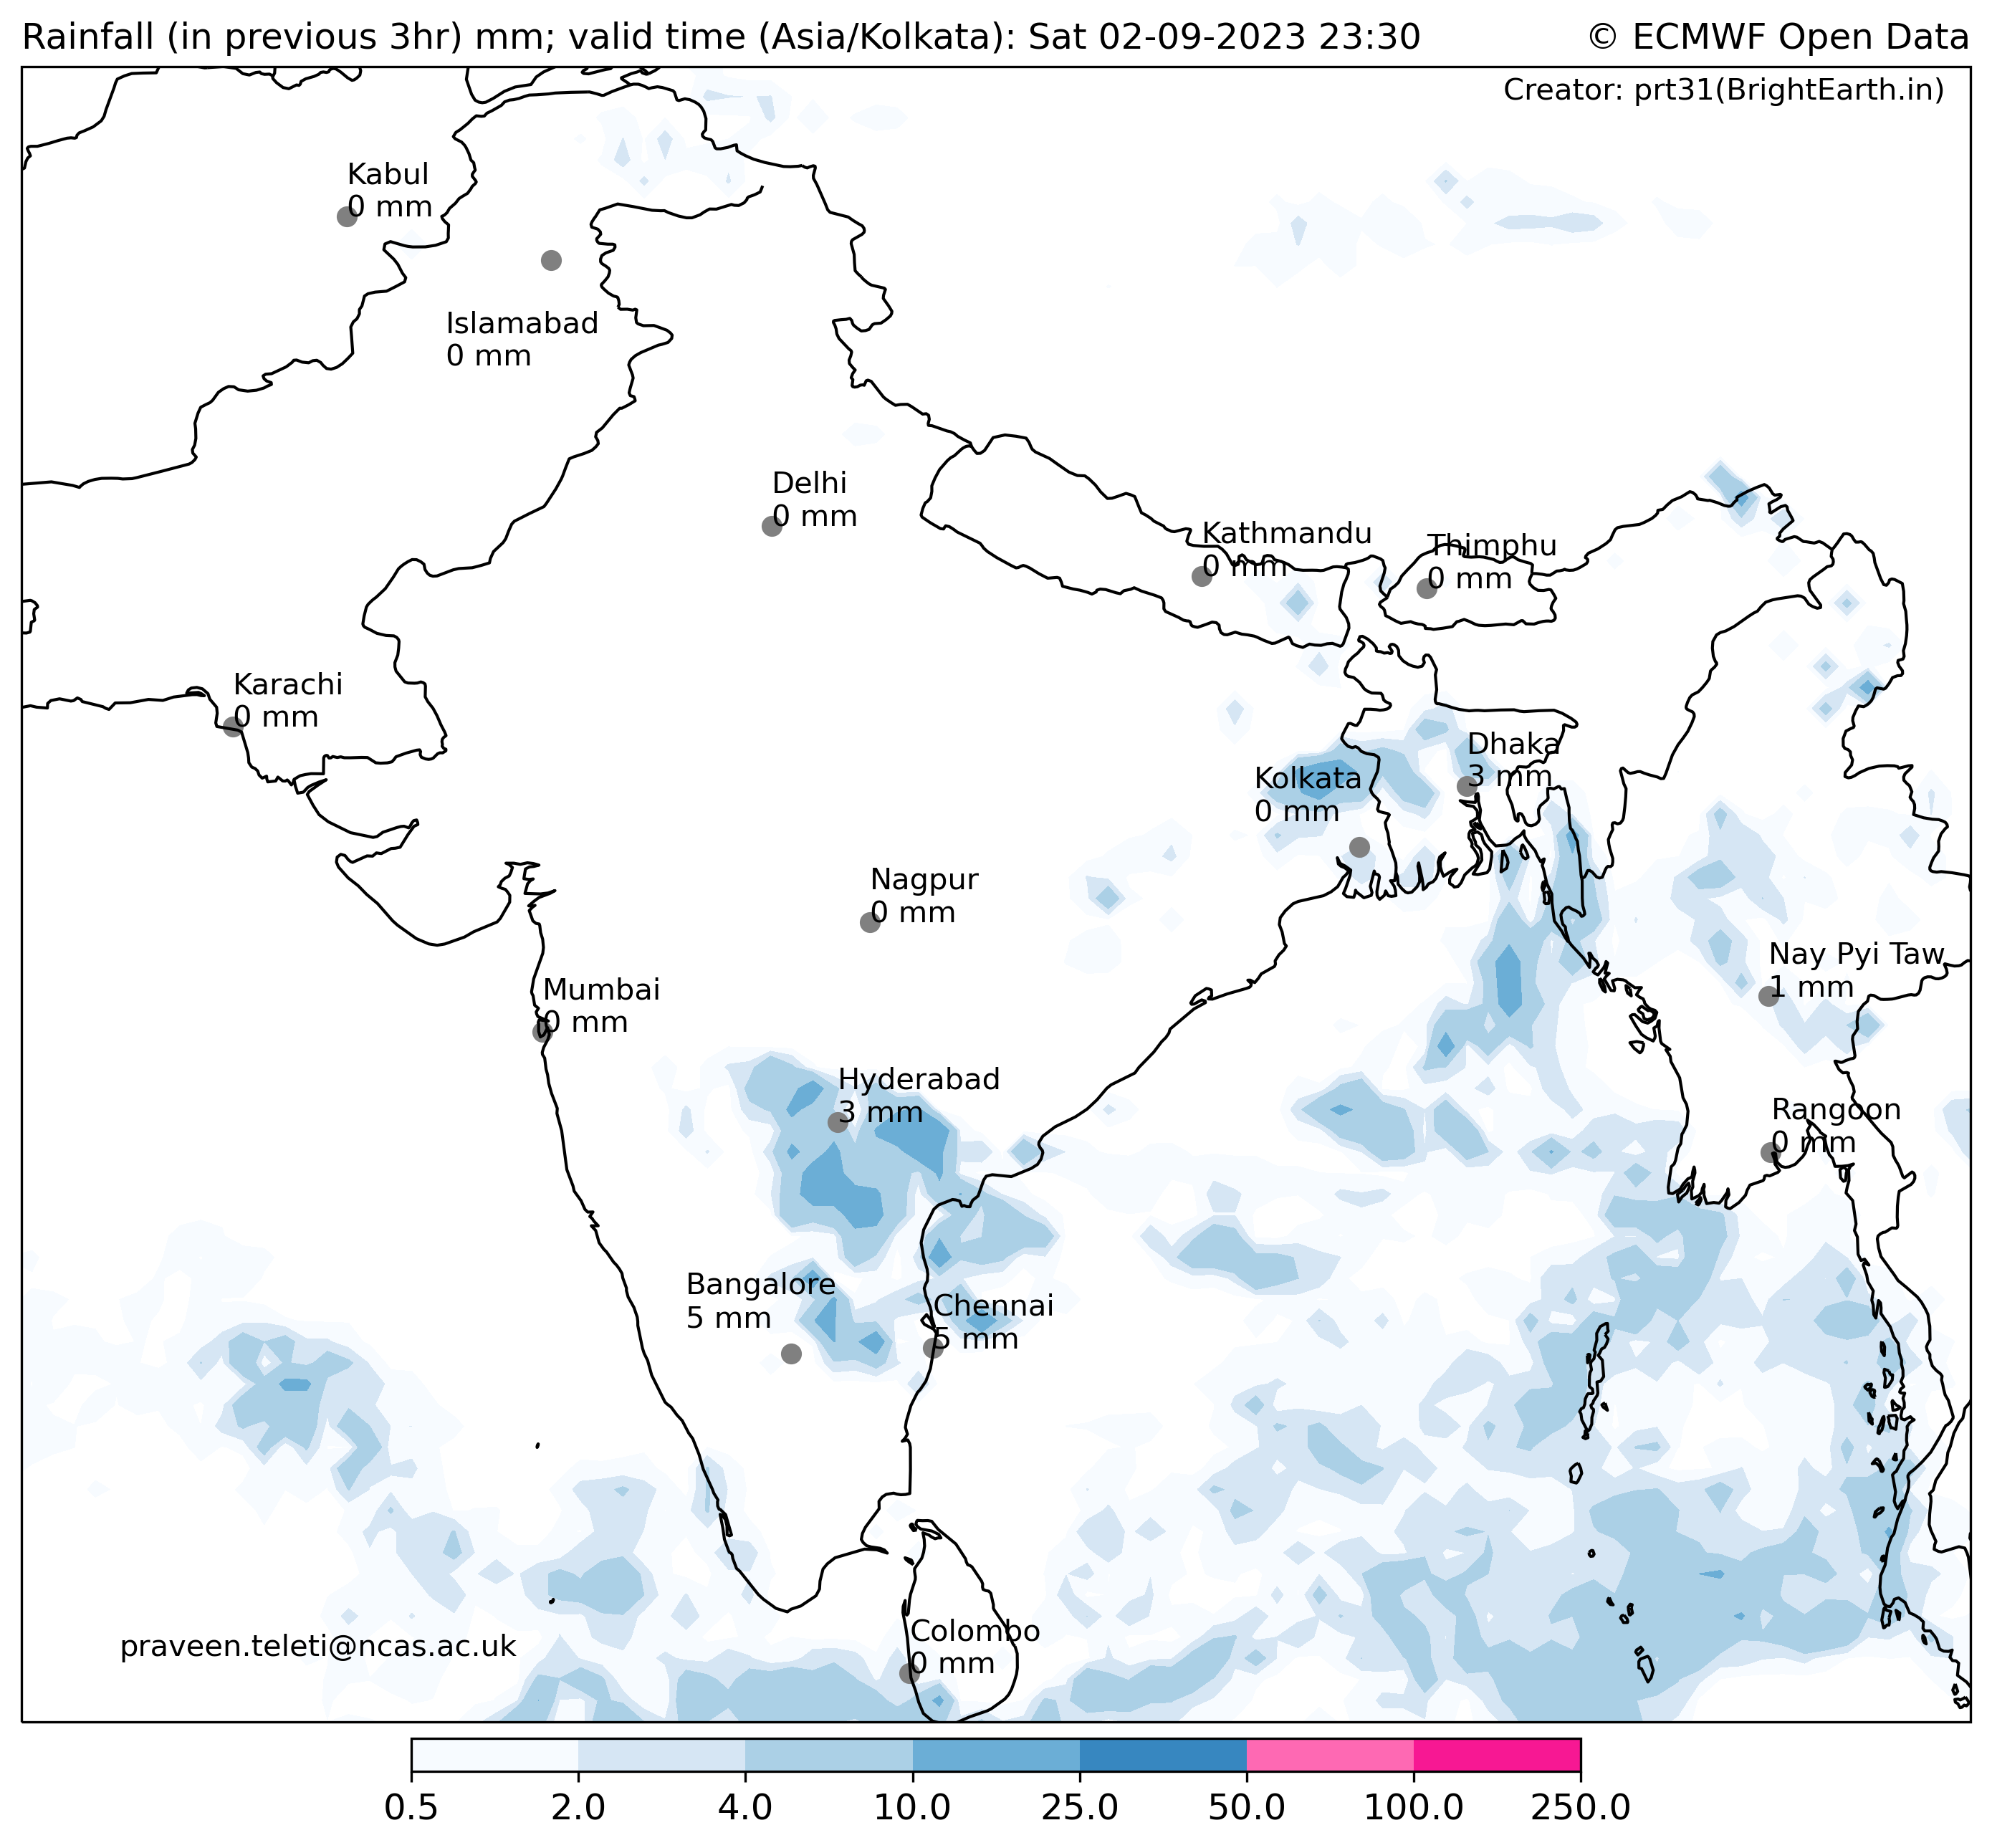 Rainfall (in previous 3hr) mm; valid time (Asia/Kolkata): Sat 02-09-2023 23:30
© ECMWF Open Data
Creator: prt31(BrightEarth.in)
Kabul
0 mm
Islamabad
0 mm
Delhi
0 mm
Kathmandu
0 mm
Thimphu
0 mm
Karachi
0 mm
Dhaka
3 mm
Kolkata
0 mm
Nagpur
0 mm
Nay Pyi Taw
1 mm
Mumbai
0 mm
Hyderabad
3 mm
Rangoon
0 mm
Bangalore
5 mm
Chennai
5 mm
Colombo
0 mm
praveen.teleti@ncas.ac.uk
0.5 2.0 4.0 10.0 25.0 50.0 100.0 250.0